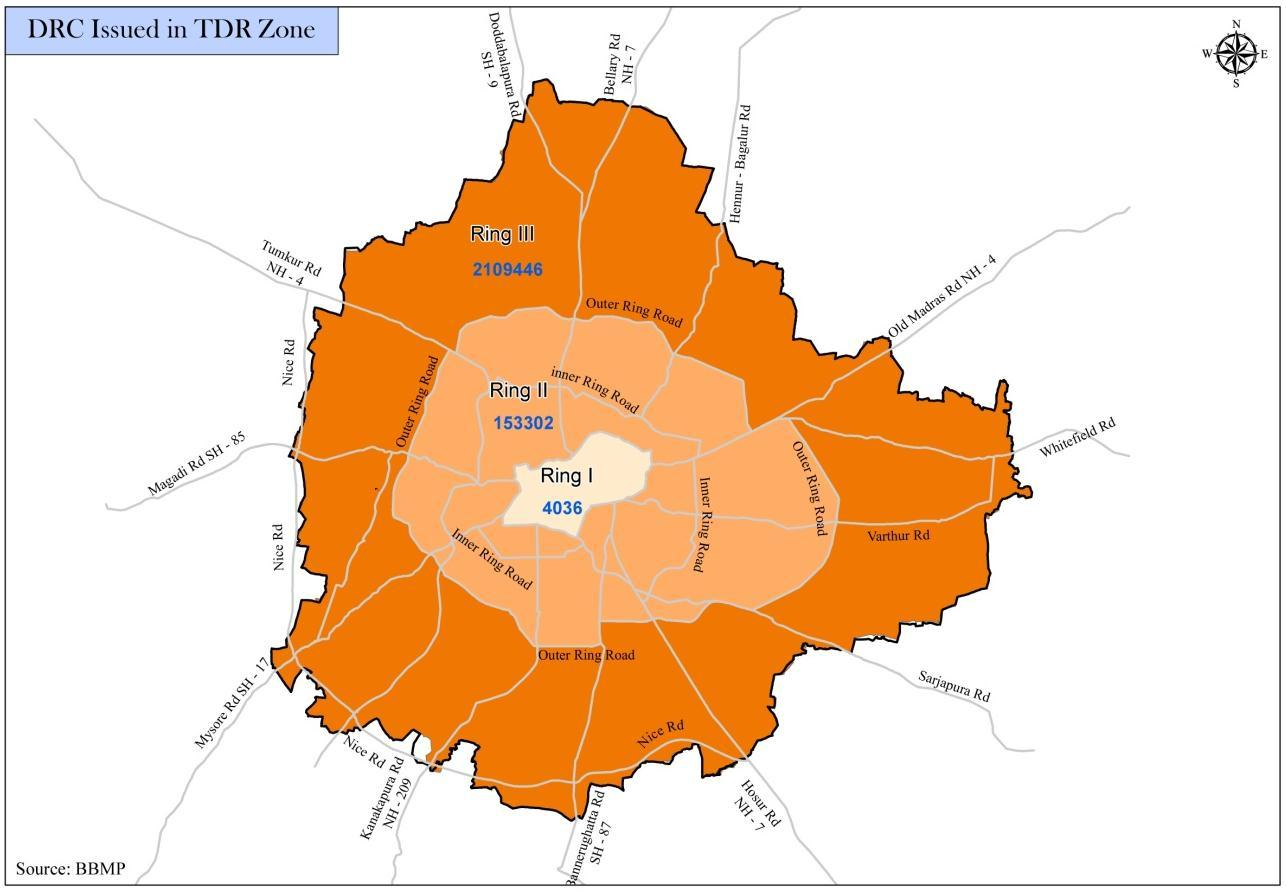 DRC Issued in TDR Zone
N
W
E
S
Doddabalapura Rd
SH - 9
Bellary Rd
NH - 7
Hennur - Bagalur Rd
Tumkur Rd
NH - 4
Ring III
2109446
Old Madras Rd NH - 4
Outer Ring Road
Nice Rd
Outer Ring Road
Ring II
inner Ring Road
153302
Magadi Rd SH - 85
Whitefield Rd
Outer Ring Road
Ring I
4036
Inner Ring Road
Nice Rd
Inner Ring Road
Varthur Rd
Outer Ring Road
Mysore Rd SH - 17
Sarjapura Rd
Nice Rd
Nice Rd
Kanakapura Rd
NH - 209
Bannerughatta Rd
SH - 87
Hosur Rd
NH - 7
Source: BBMP